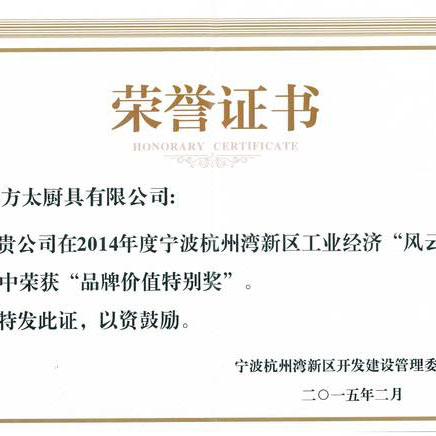 荣誉证书
HONORARY CERTIFICATE
方太厨具有限公司：
贵公司在2014年度宁波杭州湾新区工业经济“风云
中荣获“品牌价值特别奖”。
特发此证，以资鼓励。
宁波杭州湾新区开发建设管理委
二〇一五年二月